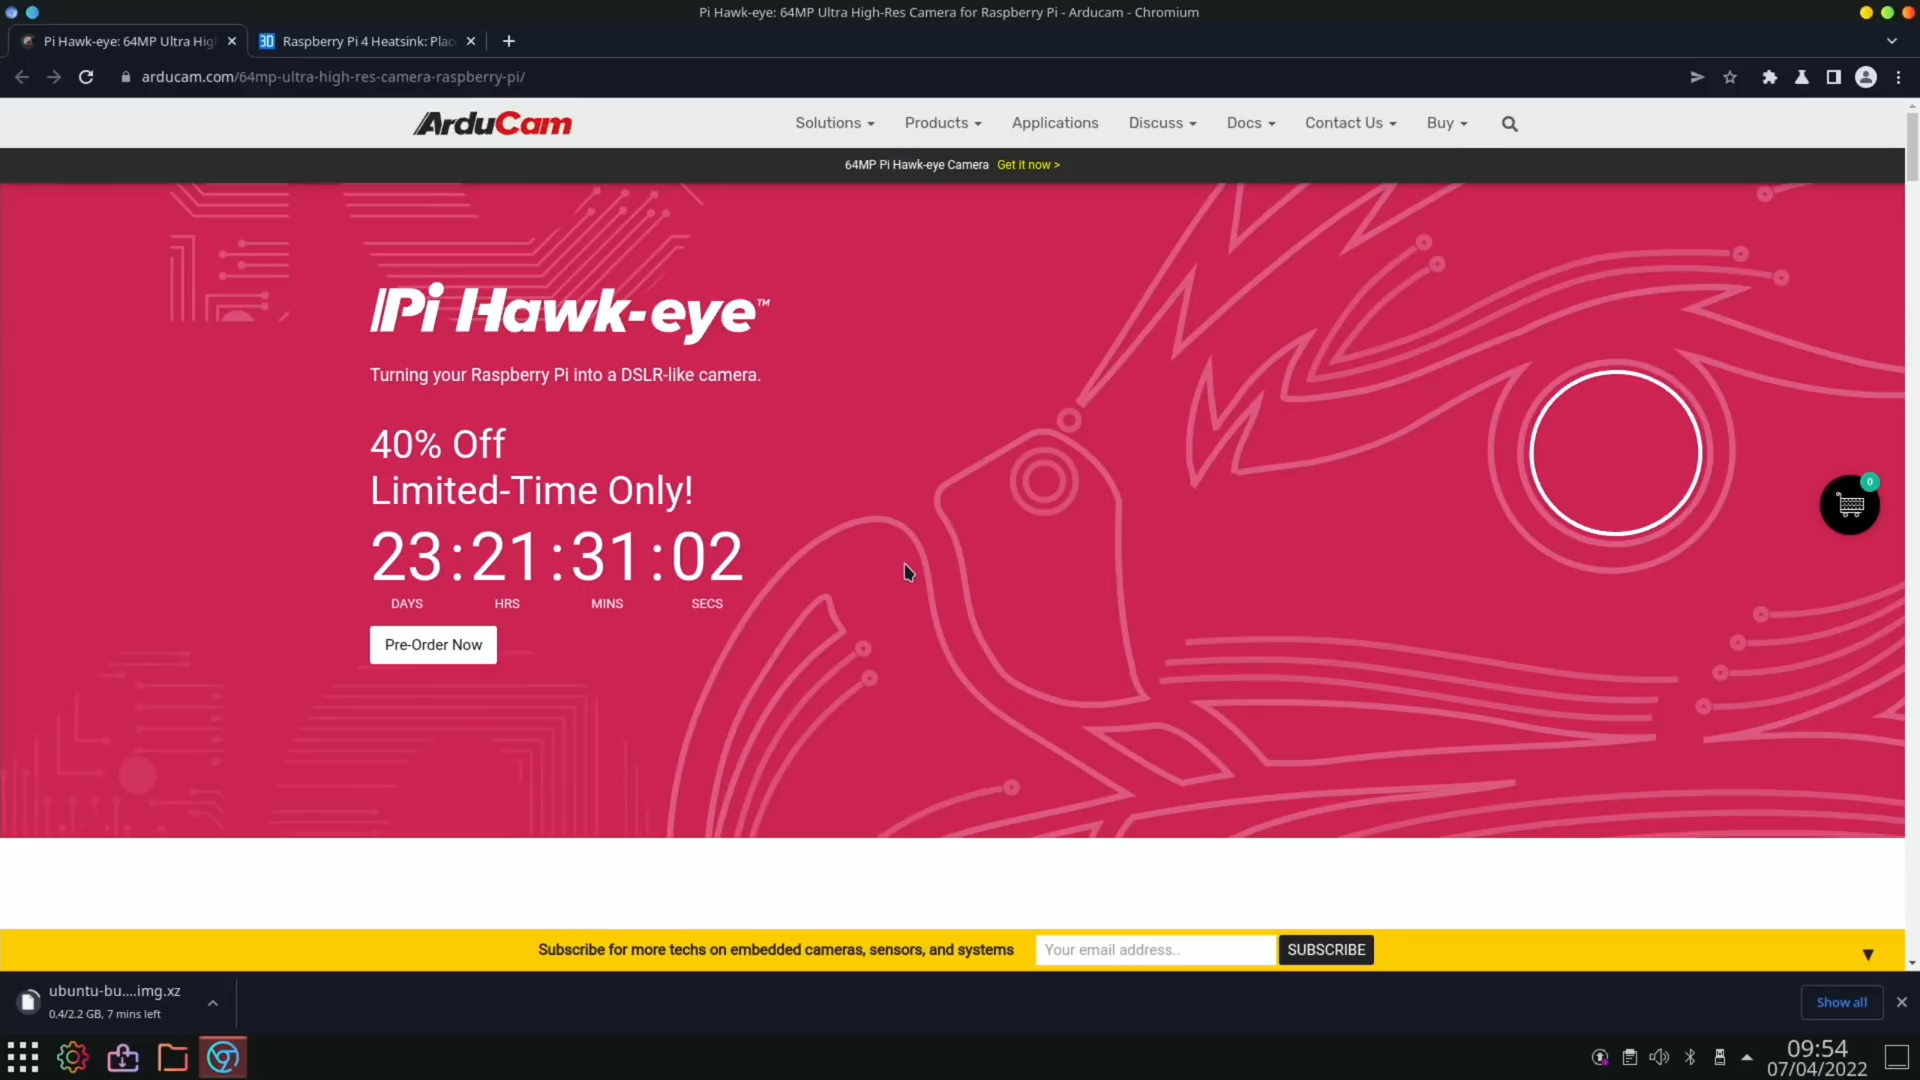 Pi Hawk-eye: 64MP Ultra High-Res Camera for Raspberry Pi - Arducam - Chromium
Pi Hawk-eye: 64MP Ultra Hig
3D
Raspberry Pi 4 Heatsink: Plac
arducam.com/64mp-ultra-high-res-camera-raspberry-pi/
ArduCam
Solutions
Products
Applications
Discuss
Docs
Contact Us
Buy
64MP Pi Hawk-eye Camera Get it now >
Pi Hawk-eye™
Turning your Raspberry Pi into a DSLR-like camera.
40% Off
Limited-Time Only!
23:21:31:02
DAYS HRS MINS SECS
Pre-Order Now
0
Subscribe for more techs on embedded cameras, sensors, and systems
Your email address..
SUBSCRIBE
ubuntu-bu....img.xz
0.4/2.2 GB, 7 mins left
Show all
09:54
07/04/2022